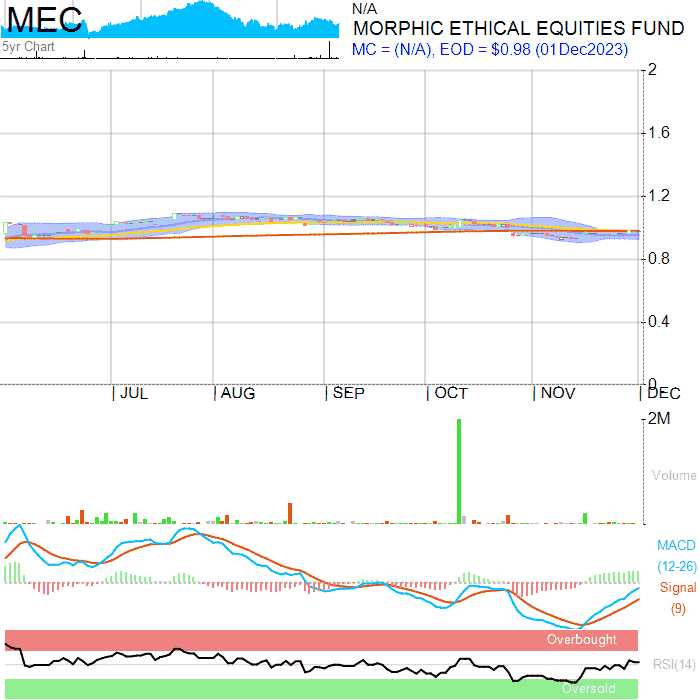 MEC
5yr Chart
N/A
MORPHIC ETHICAL EQUITIES FUND
MC = (N/A), EOD = $0.98 (01Dec2023)
2
1.6
1.2
0.8
0.4
0
JUL AUG SEP OCT NOV DEC
2M
Volume
MACD
(12-26)
Signal
(9)
Overbought
RSI(14)
Oversold